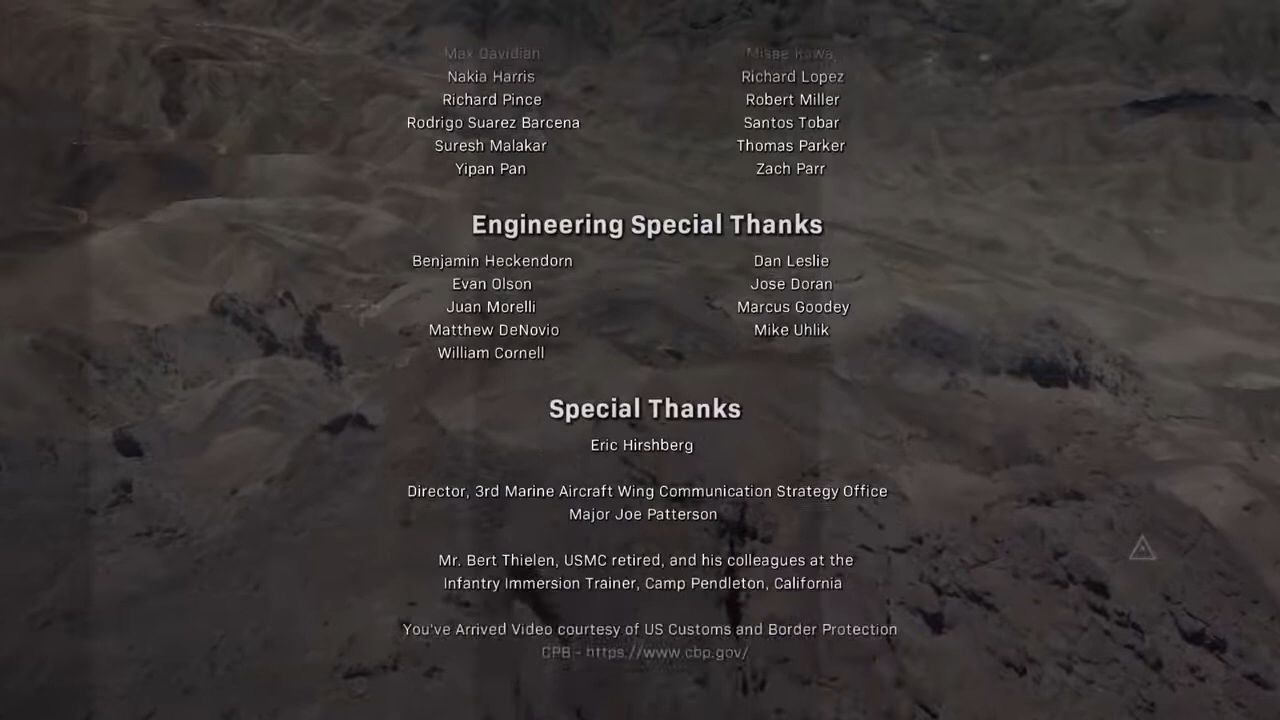 Max Davidian Misae Kawa
Nakia Harris Richard Lopez
Richard Pince Robert Miller
Rodrigo Suarez Barcena Santos Tobar
Suresh Malakar Thomas Parker
Yipan Pan Zach Parr
Engineering Special Thanks
Benjamin Heckendorn Dan Leslie
Evan Olson Jose Doran
Juan Morelli Marcus Goodey
Matthew DeNovio Mike Uhlik
William Cornell
Special Thanks
Eric Hirshberg
Director, 3rd Marine Aircraft Wing Communication Strategy Office
Major Joe Patterson
Mr. Bert Thielen, USMC retired, and his colleagues at the
Infantry Immersion Trainer, Camp Pendleton, California
You've Arrived Video courtesy of US Customs and Border Protection
CPB - https://www.cbp.gov/